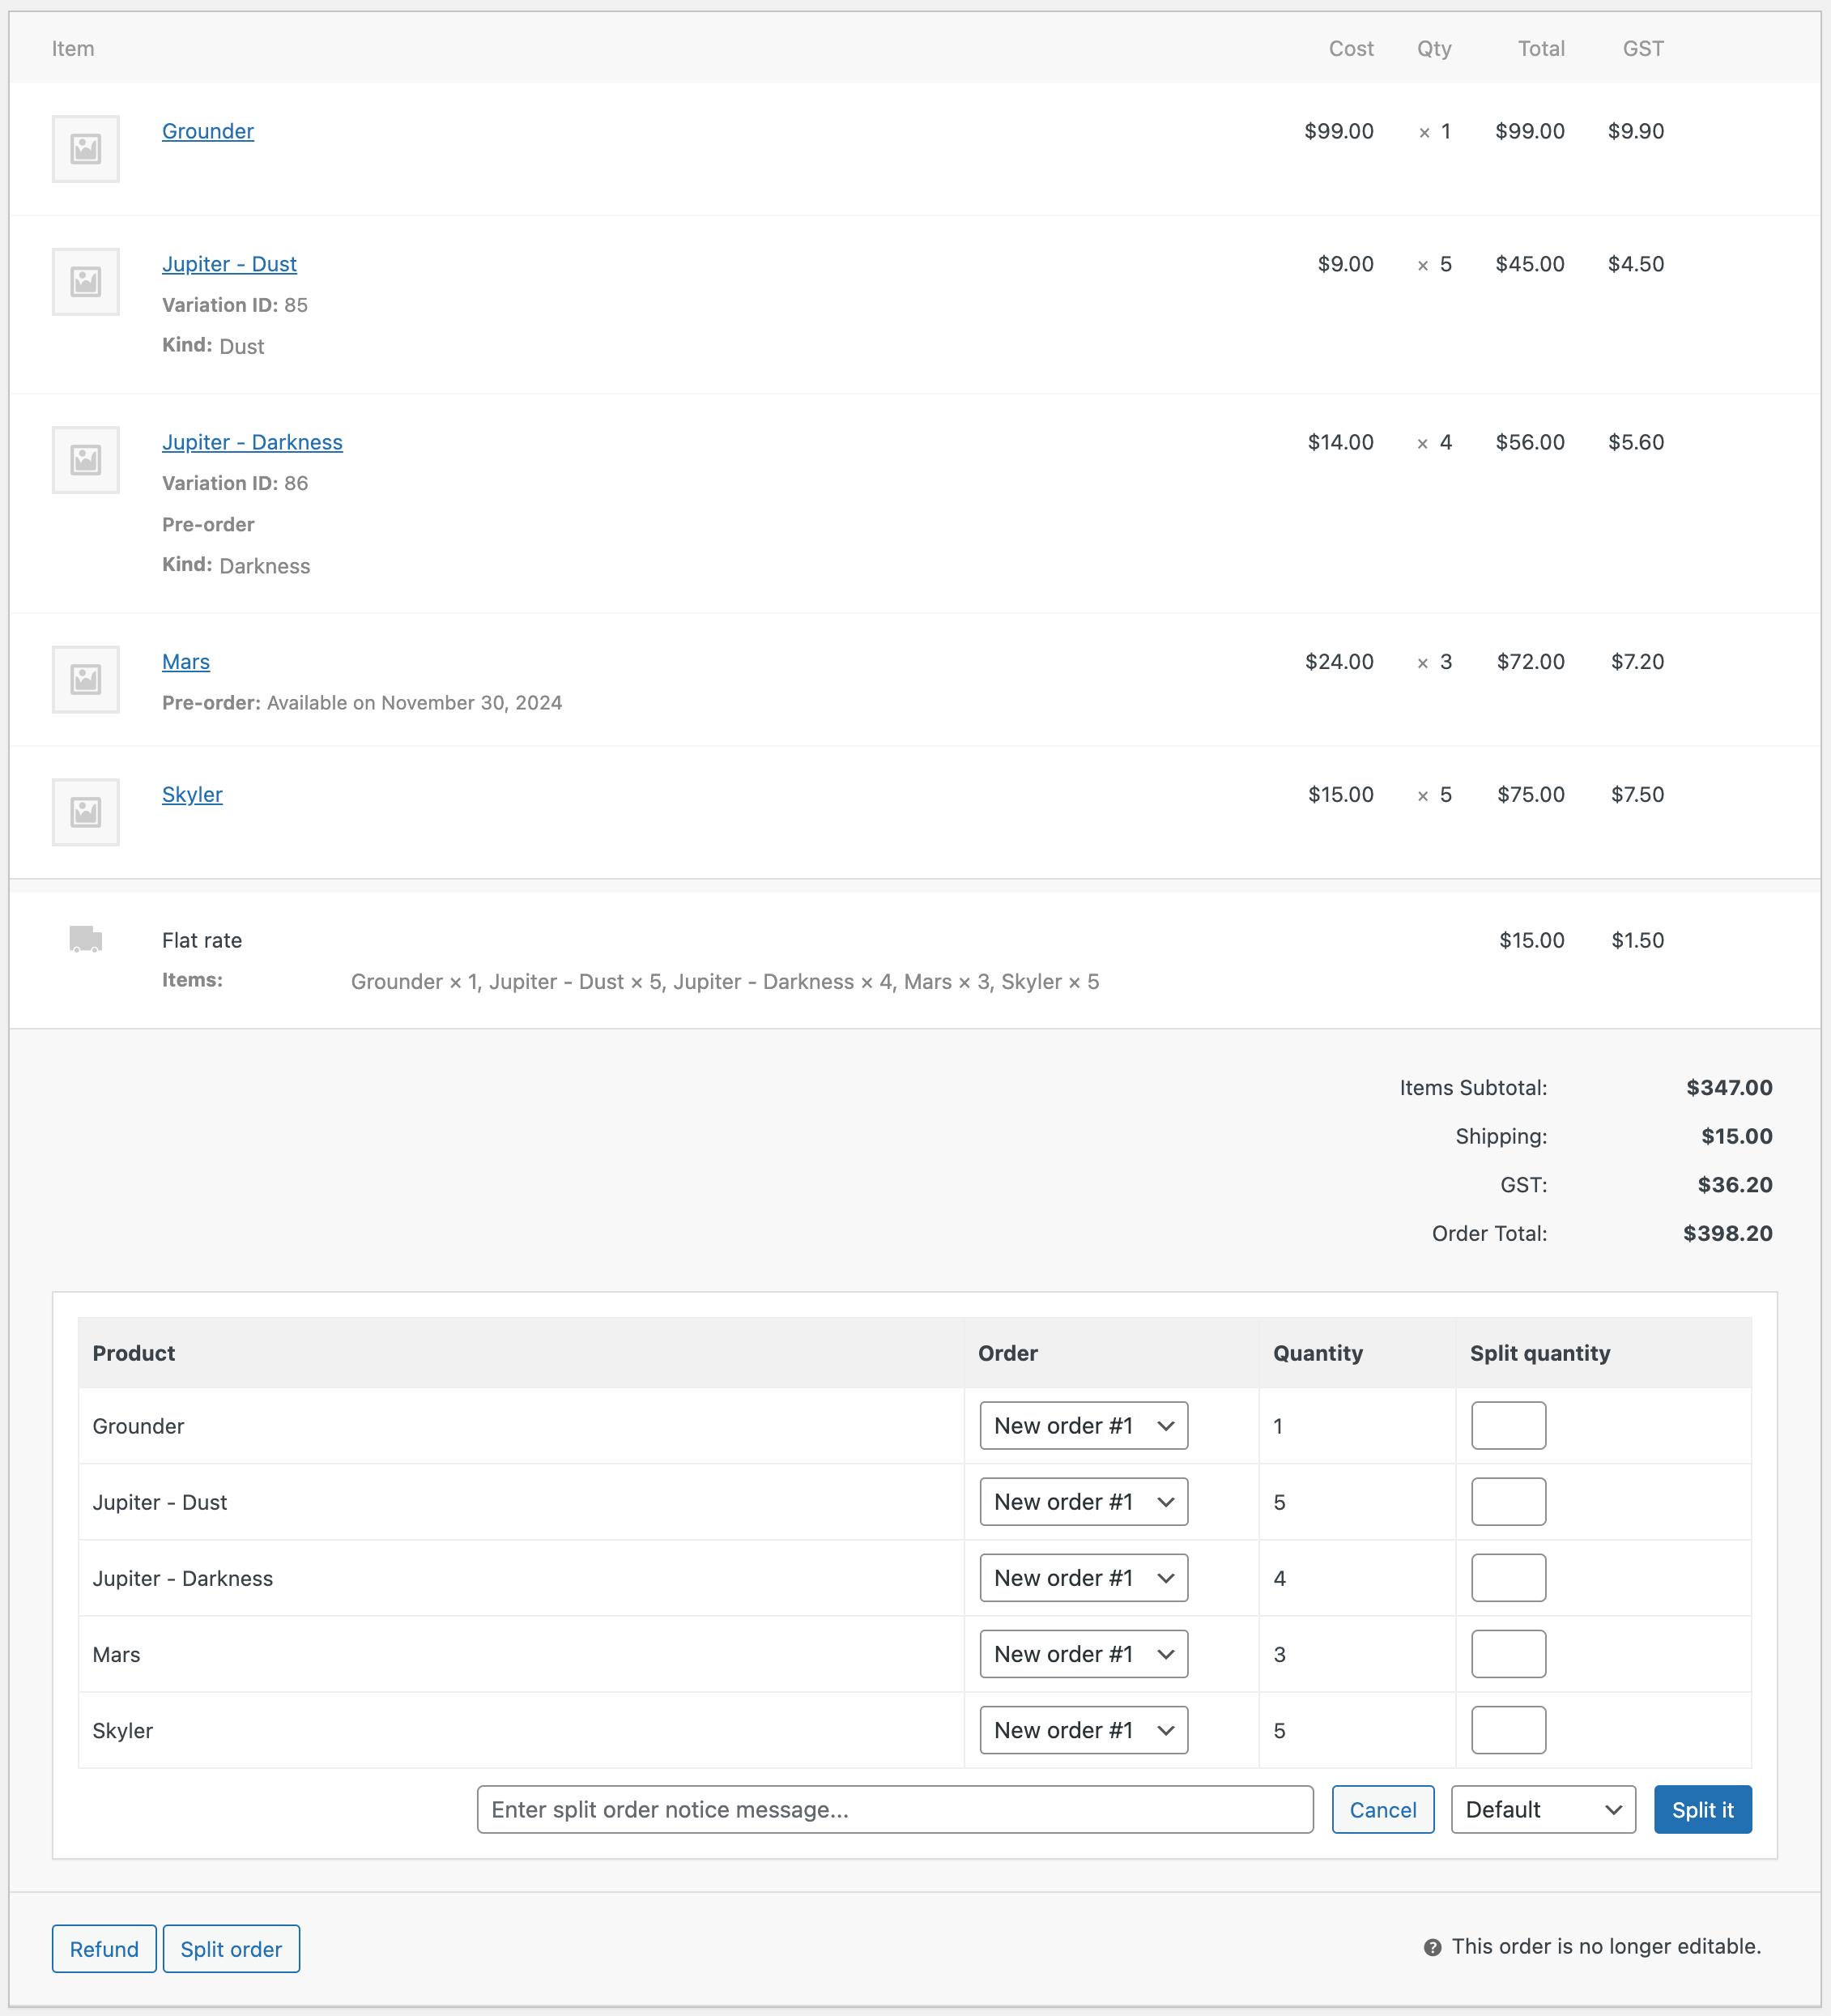 Item Cost Qty Total GST
Grounder $99.00 × 1 $99.00 $9.90
Jupiter - Dust $9.00 × 5 $45.00 $4.50
Variation ID: 85
Kind: Dust
Jupiter - Darkness $14.00 × 4 $56.00 $5.60
Variation ID: 86
Pre-order
Kind: Darkness
Mars $24.00 × 3 $72.00 $7.20
Pre-order: Available on November 30, 2024
Skyler $15.00 × 5 $75.00 $7.50
Flat rate $15.00 $1.50
Items: Grounder × 1, Jupiter - Dust × 5, Jupiter - Darkness × 4, Mars × 3, Skyler × 5
Items Subtotal: $347.00
Shipping: $15.00
GST: $36.20
Order Total: $398.20
Product Order Quantity Split quantity
Grounder New order #1 1
Jupiter - Dust New order #1 5
Jupiter - Darkness New order #1 4
Mars New order #1 3
Skyler New order #1 5
Enter split order notice message... Cancel Default Split it
Refund Split order ? This order is no longer editable.